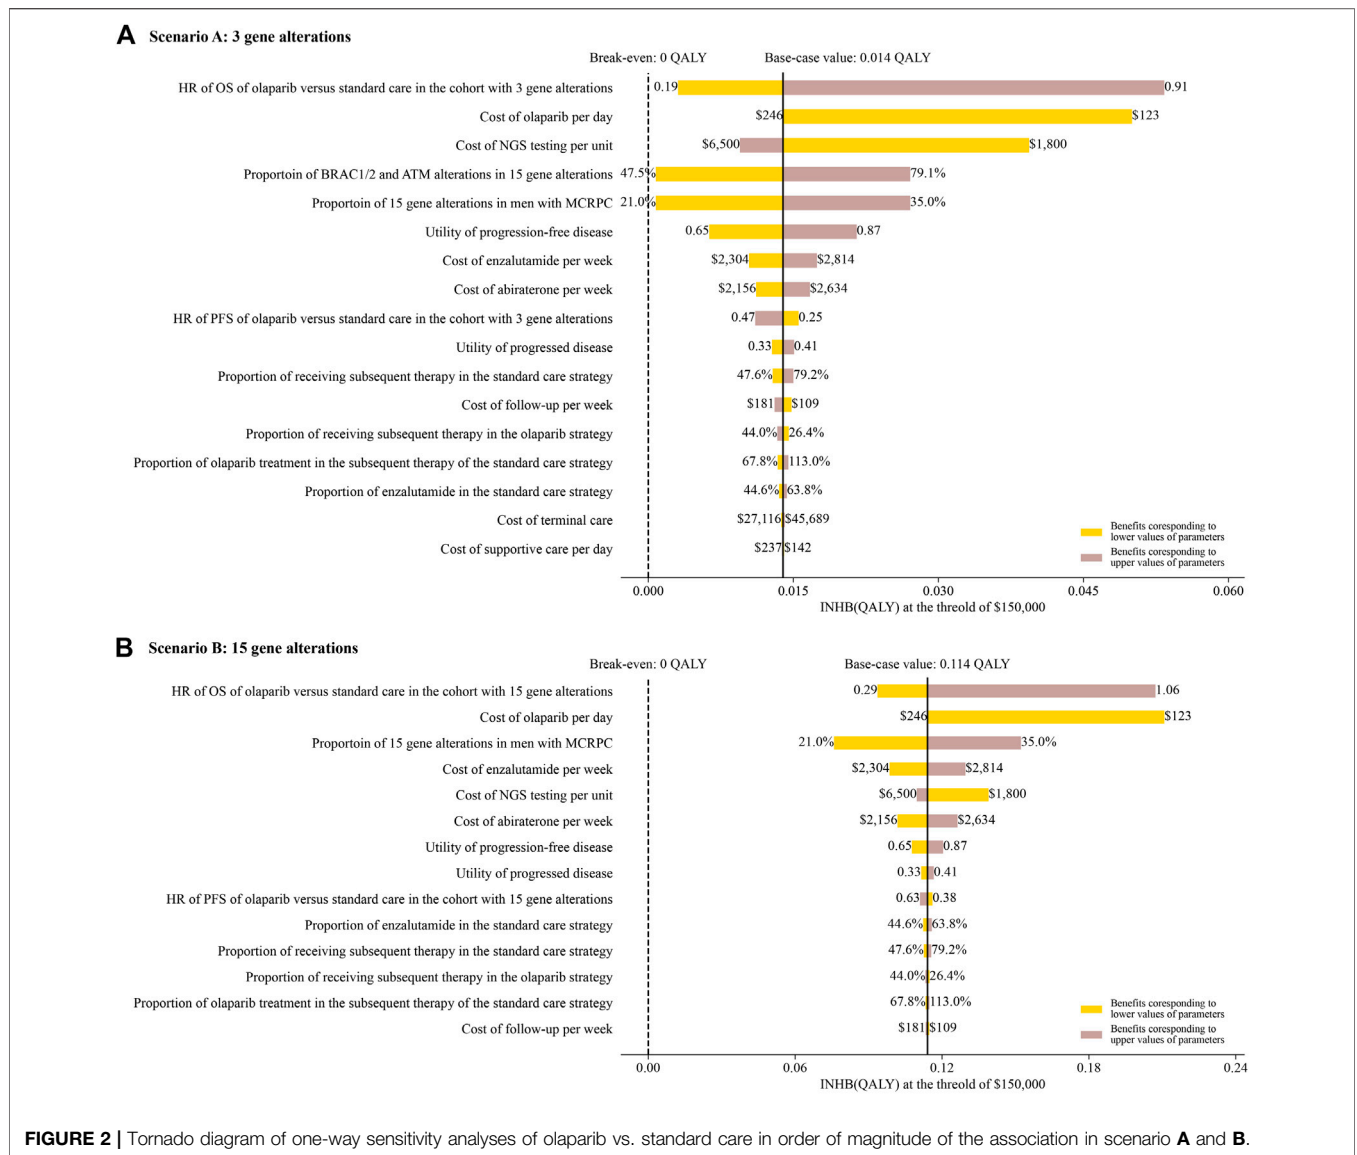 A Scenario A: 3 gene alterations
Break-even: 0 QALY Base-case value: 0.014 QALY
HR of OS of olaparib versus standard care in the cohort with 3 gene alterations 0.19 0.91
Cost of olaparib per day $246 $123
Cost of NGS testing per unit $6,500 $1,800
Proportoin of BRAC1/2 and ATM alterations in 15 gene alterations 47.5% 79.1%
Proportoin of 15 gene alterations in men with MCRPC 21.0% 35.0%
Utility of progression-free disease 0.65 0.87
Cost of enzalutamide per week $2,304 $2,814
Cost of abiraterone per week $2,156 $2,634
HR of PFS of olaparib versus standard care in the cohort with 3 gene alterations 0.47 0.25
Utility of progressed disease 0.33 0.41
Proportion of receiving subsequent therapy in the standard care strategy 47.6% 79.2%
Cost of follow-up per week $181 $109
Proportion of receiving subsequent therapy in the olaparib strategy 44.0% 26.4%
Proportion of olaparib treatment in the subsequent therapy of the standard care strategy 67.8% 113.0%
Proportion of enzalutamide in the standard care strategy 44.6% 63.8%
Cost of terminal care $27,116 $45,689
Cost of supportive care per day $237 $142
Benefits coresponding to
lower values of parameters
Benefits coresponding to
upper values of parameters
0.000 0.015 0.030 0.045 0.060
INHB(QALY) at the threold of $150,000
B Scenario B: 15 gene alterations
Break-even: 0 QALY Base-case value: 0.114 QALY
HR of OS of olaparib versus standard care in the cohort with 15 gene alterations 0.29 1.06
Cost of olaparib per day $246 $123
Proportoin of 15 gene alterations in men with MCRPC 21.0% 35.0%
Cost of enzalutamide per week $2,304 $2,814
Cost of NGS testing per unit $6,500 $1,800
Cost of abiraterone per week $2,156 $2,634
Utility of progression-free disease 0.65 0.87
Utility of progressed disease 0.33 0.41
HR of PFS of olaparib versus standard care in the cohort with 15 gene alterations 0.63 0.38
Proportion of enzalutamide in the standard care strategy 44.6% 63.8%
Proportion of receiving subsequent therapy in the standard care strategy 47.6% 79.2%
Proportion of receiving subsequent therapy in the olaparib strategy 44.0% 26.4%
Proportion of olaparib treatment in the subsequent therapy of the standard care strategy 67.8% 113.0%
Cost of follow-up per week $181 $109
Benefits coresponding to
lower values of parameters
Benefits coresponding to
upper values of parameters
0.00 0.06 0.12 0.18 0.24
INHB(QALY) at the threold of $150,000
FIGURE 2 | Tornado diagram of one-way sensitivity analyses of olaparib vs. standard care in order of magnitude of the association in scenario A and B.